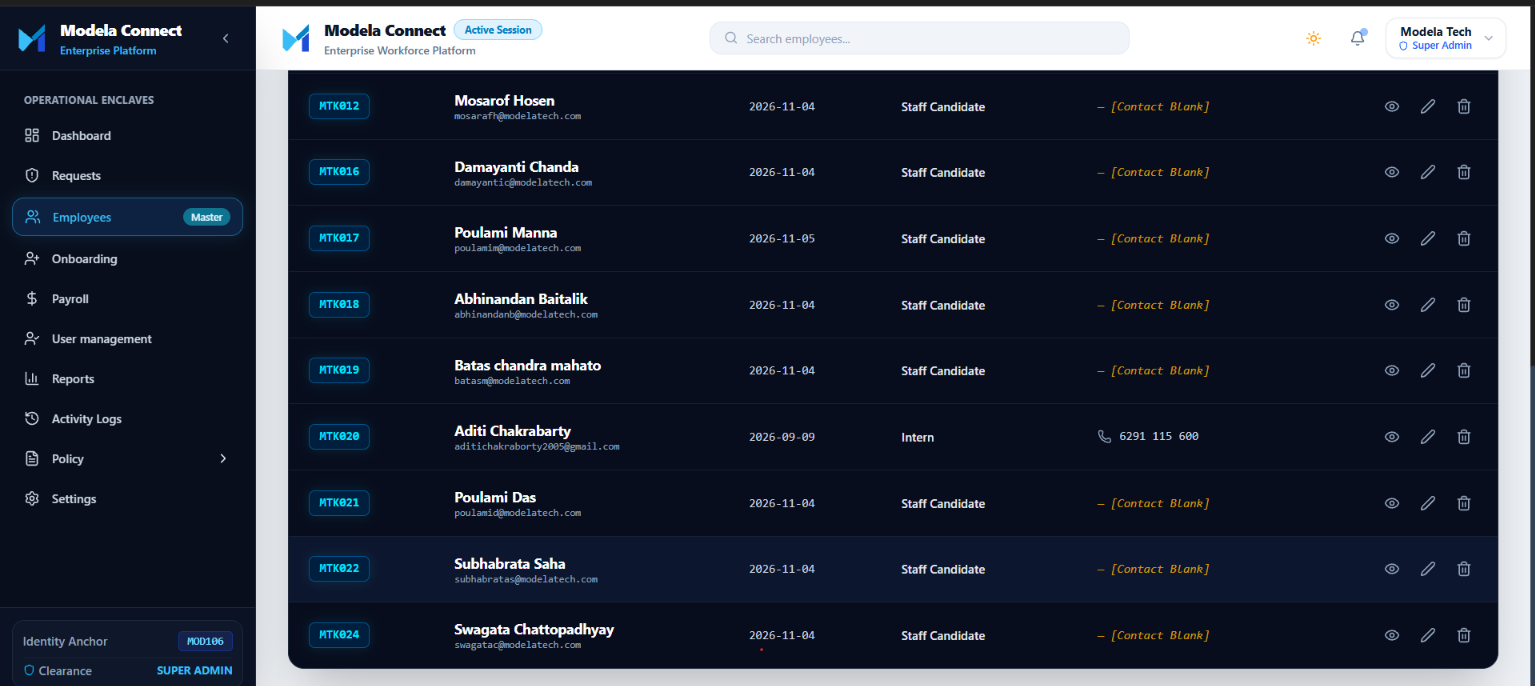 Modela Connect
Enterprise Platform
OPERATIONAL ENCLAVES
Dashboard
Requests
Employees Master
Onboarding
Payroll
User management
Reports
Activity Logs
Policy
Settings
Identity Anchor MOD106
Clearance SUPER ADMIN
Modela Connect Active Session
Enterprise Workforce Platform
Search employees...
Modela Tech
Super Admin
MTK012 Mosarof Hosen 2026-11-04 Staff Candidate – [Contact Blank]
mosarafh@modelatech.com
MTK016 Damayanti Chanda 2026-11-04 Staff Candidate – [Contact Blank]
damayantic@modelatech.com
MTK017 Poulami Manna 2026-11-05 Staff Candidate – [Contact Blank]
poulamim@modelatech.com
MTK018 Abhinandan Baitalik 2026-11-04 Staff Candidate – [Contact Blank]
abhinandanb@modelatech.com
MTK019 Batas chandra mahato 2026-11-04 Staff Candidate – [Contact Blank]
batasm@modelatech.com
MTK020 Aditi Chakrabarty 2026-09-09 Intern 6291 115 600
aditichakraborty2005@gmail.com
MTK021 Poulami Das 2026-11-04 Staff Candidate – [Contact Blank]
poulamid@modelatech.com
MTK022 Subhabrata Saha 2026-11-04 Staff Candidate – [Contact Blank]
subhabratas@modelatech.com
MTK024 Swagata Chattopadhyay 2026-11-04 Staff Candidate – [Contact Blank]
swagatac@modelatech.com